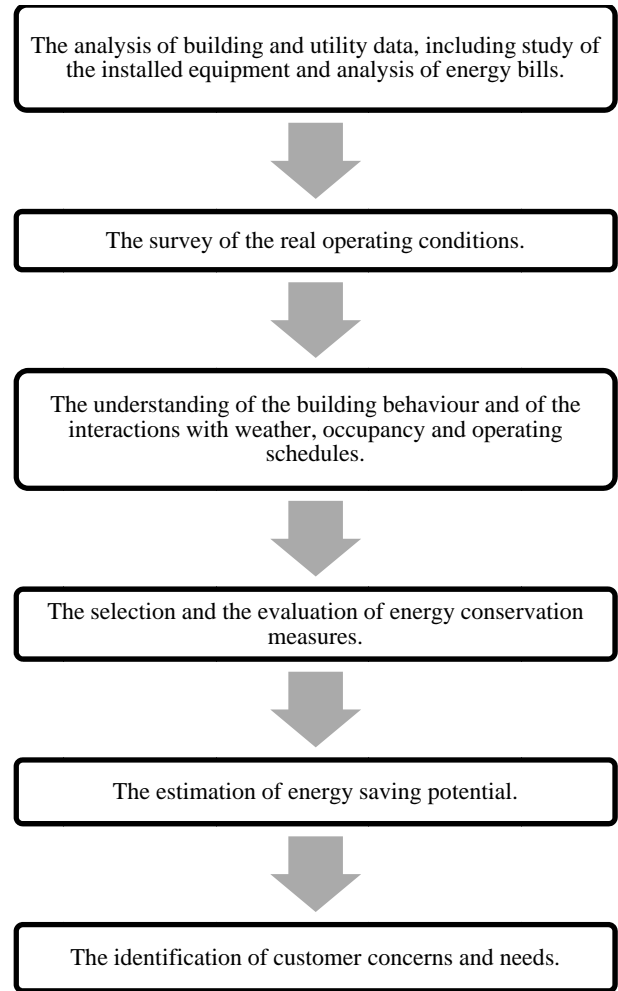 The analysis of building and utility data, including study of
the installed equipment and analysis of energy bills.
The survey of the real operating conditions.
The understanding of the building behaviour and of the
interactions with weather, occupancy and operating
schedules.
The selection and the evaluation of energy conservation
measures.
The estimation of energy saving potential.
The identification of customer concerns and needs.